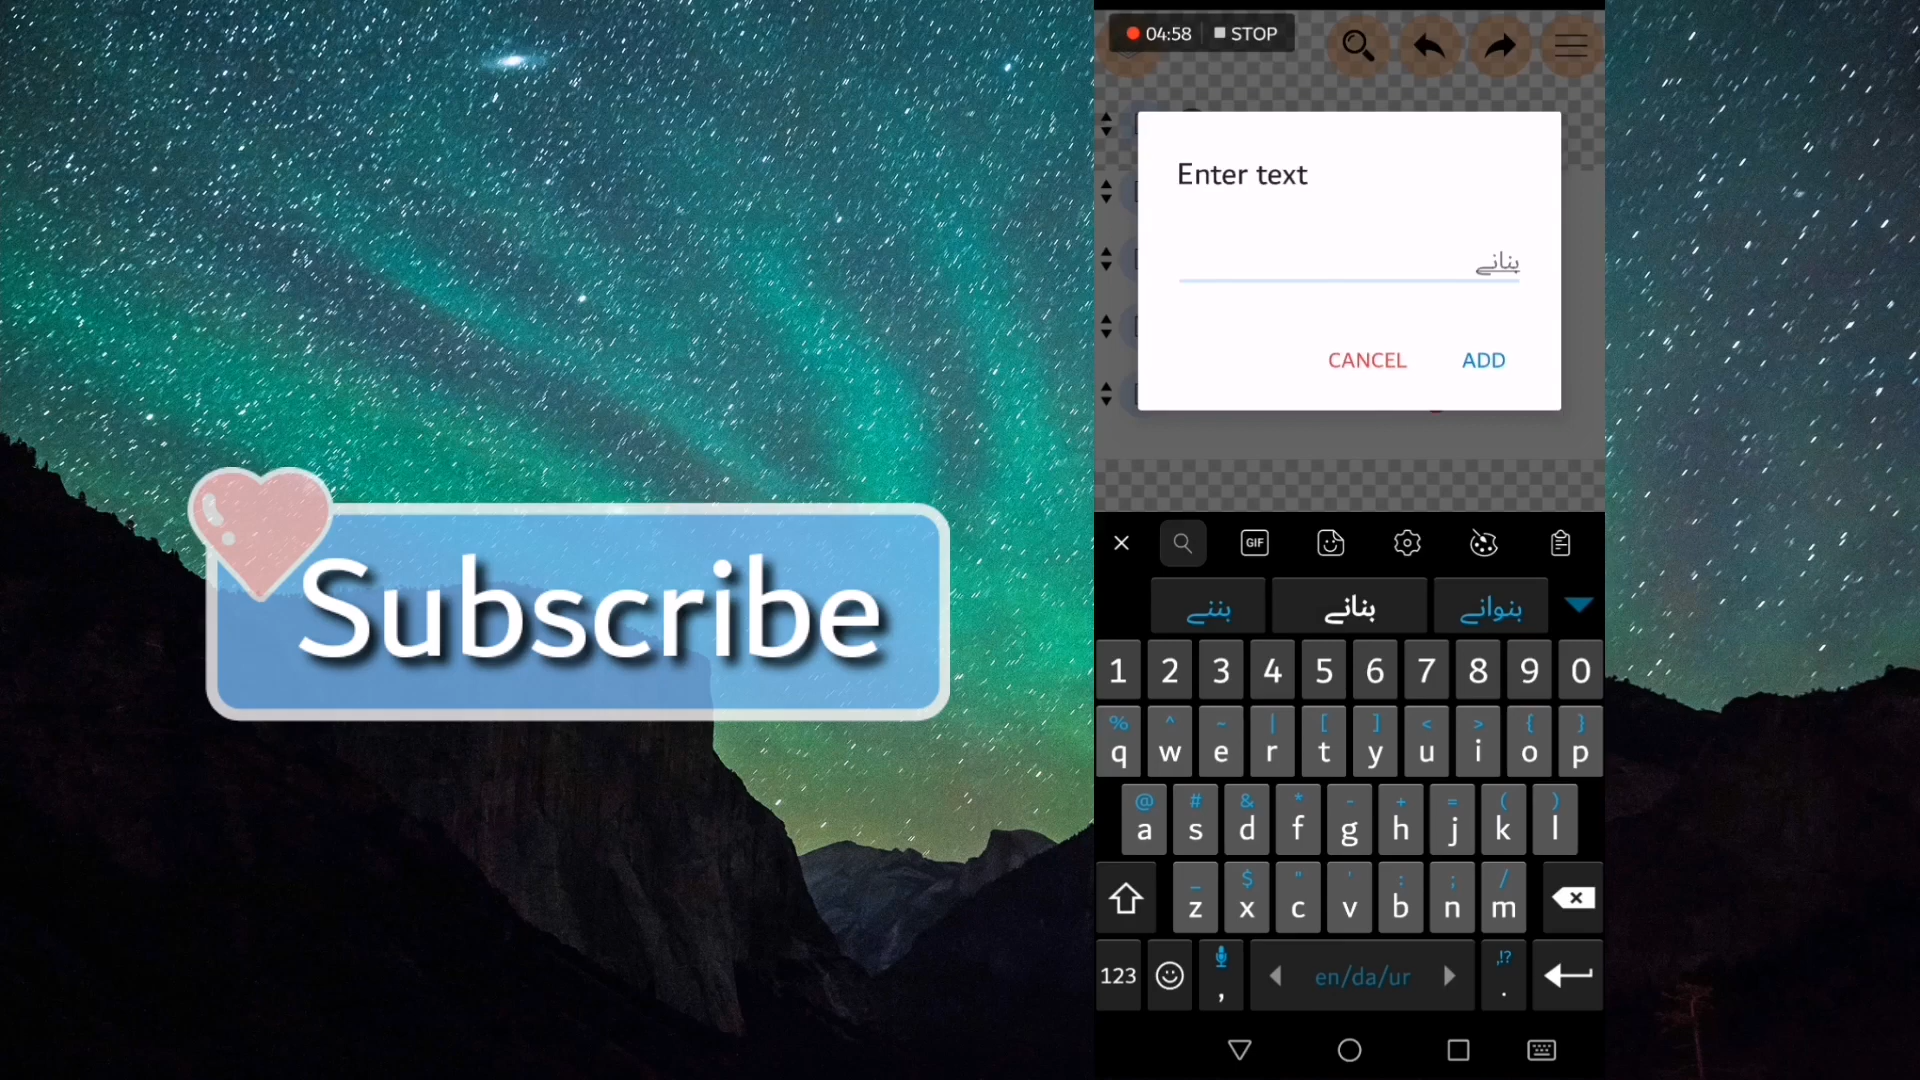 04:58 STOP
Enter text
بنانے
CANCEL ADD
Subscribe
GIF
بننے بنانے بنوانے
1 2 3 4 5 6 7 8 9 0
% ^ ~ | [ ] < > { }
q w e r t y u i o p
@ # & * - + = ( )
a s d f g h j k l
_ $ " ' : ; /
z x c v b n m
,!?
123 , en/da/ur .